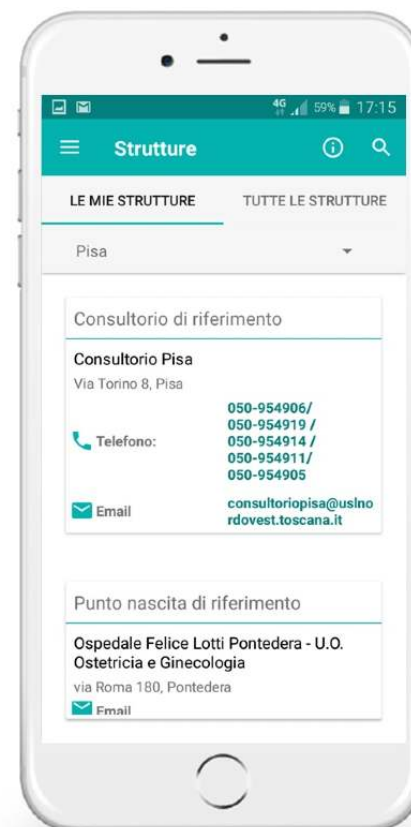 4G 59% 17:15
Strutture
LE MIE STRUTTURE TUTTE LE STRUTTURE
Pisa
Consultorio di riferimento
Consultorio Pisa
Via Torino 8, Pisa
Telefono:
050-954906/
050-954919 /
050-954914 /
050-954911/
050-954905
Email
consultoriopisa@uslno
rdovest.toscana.it
Punto nascita di riferimento
Ospedale Felice Lotti Pontedera - U.O.
Ostetricia e Ginecologia
via Roma 180, Pontedera
Email